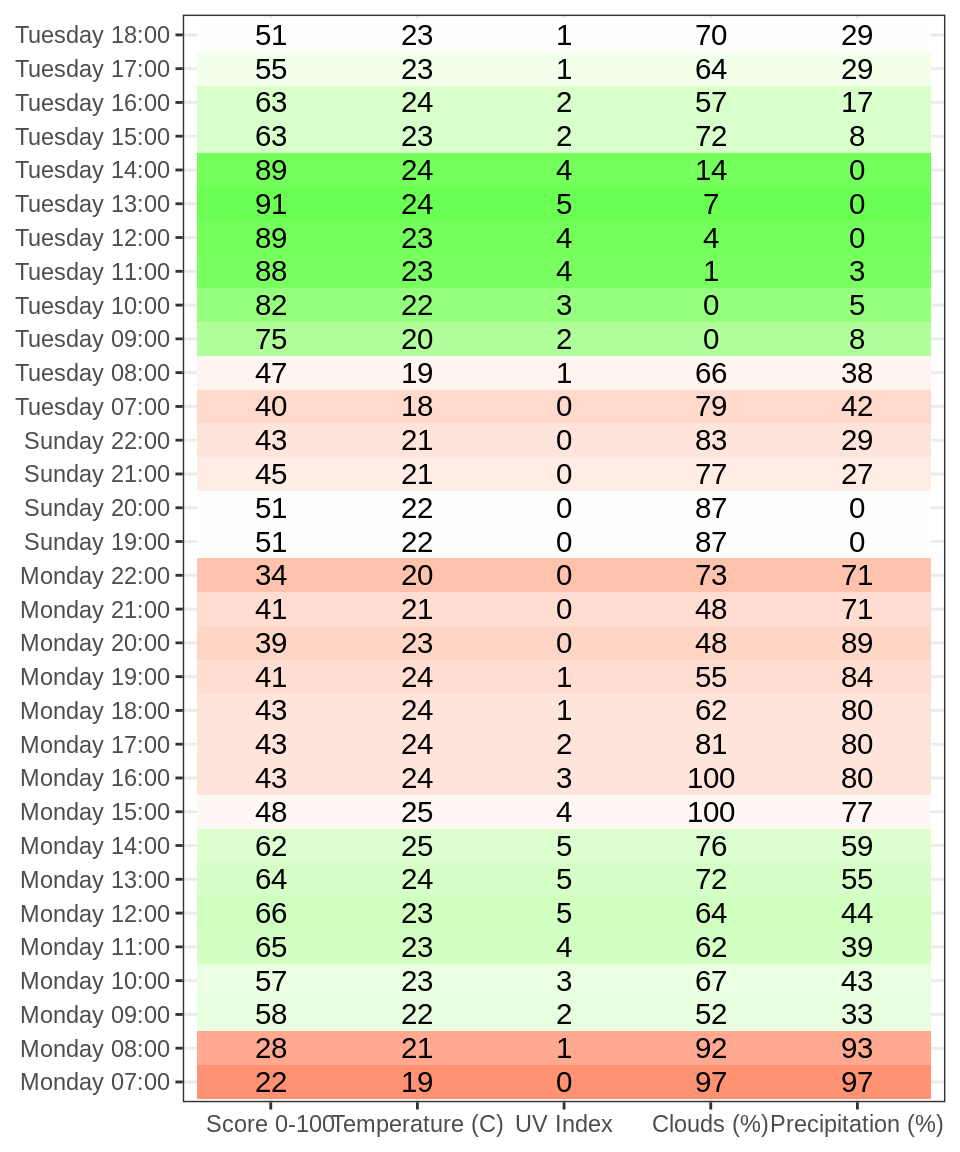 Tuesday 18:00 51 23 1 70 29
Tuesday 17:00 55 23 1 64 29
Tuesday 16:00 63 24 2 57 17
Tuesday 15:00 63 23 2 72 8
Tuesday 14:00 89 24 4 14 0
Tuesday 13:00 91 24 5 7 0
Tuesday 12:00 89 23 4 4 0
Tuesday 11:00 88 23 4 1 3
Tuesday 10:00 82 22 3 0 5
Tuesday 09:00 75 20 2 0 8
Tuesday 08:00 47 19 1 66 38
Tuesday 07:00 40 18 0 79 42
Sunday 22:00 43 21 0 83 29
Sunday 21:00 45 21 0 77 27
Sunday 20:00 51 22 0 87 0
Sunday 19:00 51 22 0 87 0
Monday 22:00 34 20 0 73 71
Monday 21:00 41 21 0 48 71
Monday 20:00 39 23 0 48 89
Monday 19:00 41 24 1 55 84
Monday 18:00 43 24 1 62 80
Monday 17:00 43 24 2 81 80
Monday 16:00 43 24 3 100 80
Monday 15:00 48 25 4 100 77
Monday 14:00 62 25 5 76 59
Monday 13:00 64 24 5 72 55
Monday 12:00 66 23 5 64 44
Monday 11:00 65 23 4 62 39
Monday 10:00 57 23 3 67 43
Monday 09:00 58 22 2 52 33
Monday 08:00 28 21 1 92 93
Monday 07:00 22 19 0 97 97
Score 0-100 Temperature (C) UV Index Clouds (%) Precipitation (%)